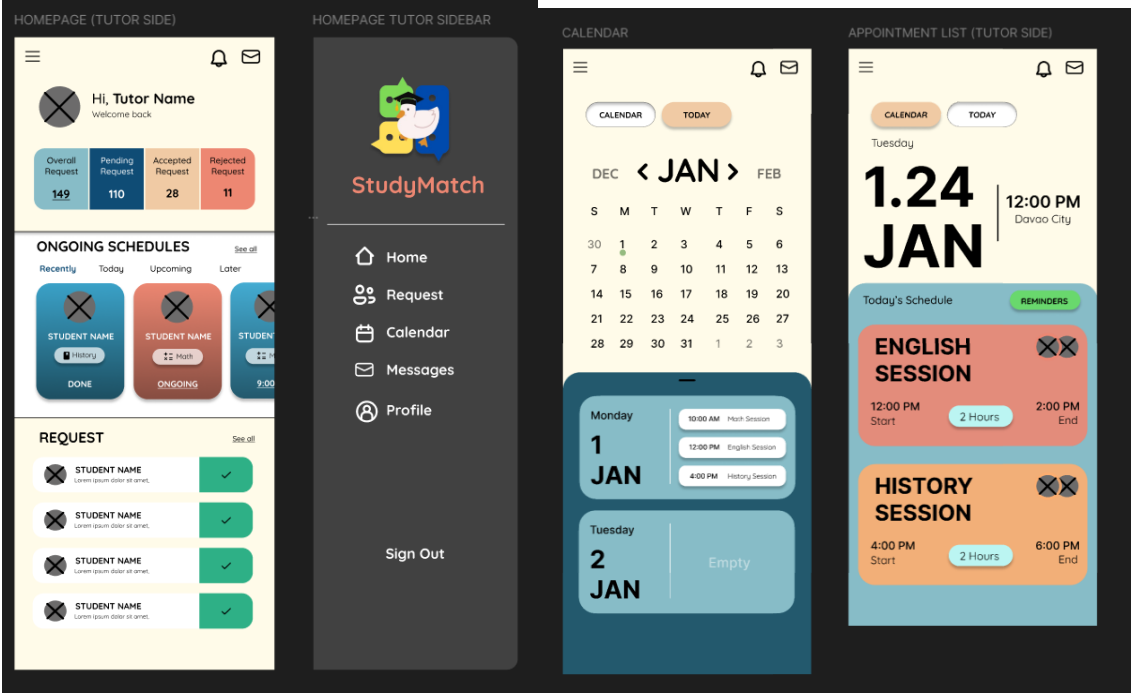 HOMEPAGE (TUTOR SIDE)
Hi, Tutor Name
Welcome back
Overall Request
149
Pending Request
110
Accepted Request
28
Rejected Request
11
ONGOING SCHEDULES
See all
Recently Today Upcoming Later
STUDENT NAME
History
DONE
STUDENT NAME
Math
ONGOING
STUDEN
M
9:00
REQUEST
See all
STUDENT NAME
Lorem ipsum dolor sit amet,
STUDENT NAME
Lorem ipsum dolor sit amet,
STUDENT NAME
Lorem ipsum dolor sit amet,
STUDENT NAME
Lorem ipsum dolor sit amet,
HOMEPAGE TUTOR SIDEBAR
StudyMatch
...
Home
Request
Calendar
Messages
Profile
Sign Out
CALENDAR
CALENDAR TODAY
DEC < JAN > FEB
S M T W T F S
30 1 2 3 4 5 6
7 8 9 10 11 12 13
14 15 16 17 18 19 20
21 22 23 24 25 26 27
28 29 30 31 1 2 3
Monday
1
JAN
10:00 AM Math Session
12:00 PM English Session
4:00 PM History Session
Tuesday
2
JAN
Empty
APPOINTMENT LIST (TUTOR SIDE)
CALENDAR TODAY
Tuesday
1.24
JAN
12:00 PM
Davao City
Today's Schedule
REMINDERS
ENGLISH
SESSION
12:00 PM
Start
2 Hours
2:00 PM
End
HISTORY
SESSION
4:00 PM
Start
2 Hours
6:00 PM
End